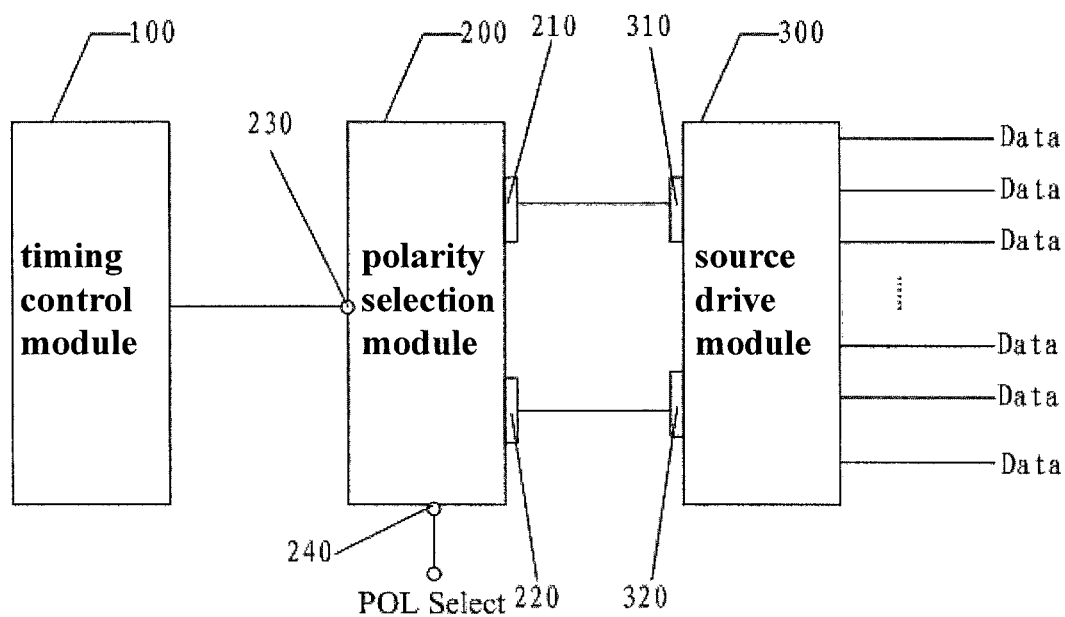 100
200
210
310
300
230
Data
Data
Data
timing
control
module
polarity
selection
module
source
drive
module
Data
Data
Data
240
POL Select
220
320